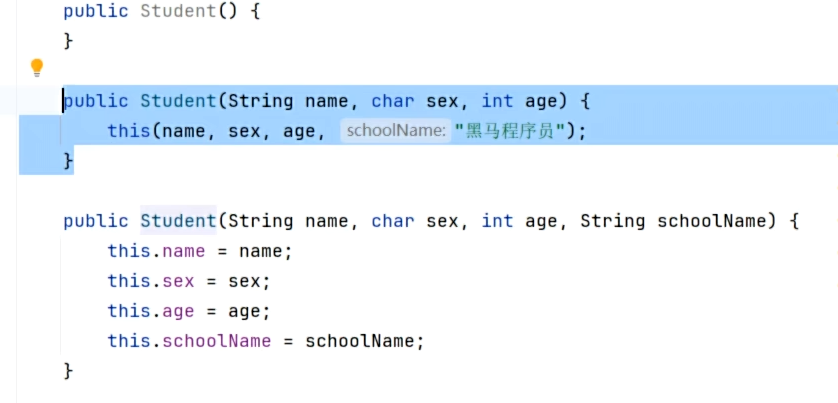 public Student() {
}
public Student(String name, char sex, int age) {
this(name, sex, age, schoolName: "黑马程序员");
}
public Student(String name, char sex, int age, String schoolName) {
this.name = name;
this.sex = sex;
this.age = age;
this.schoolName = schoolName;
}